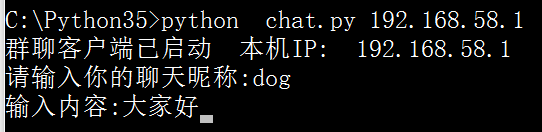 C:\Python35>python  chat.py 192.168.58.1
群聊客户端已启动  本机IP:  192.168.58.1
请输入你的聊天昵称:dog
输入内容:大家好